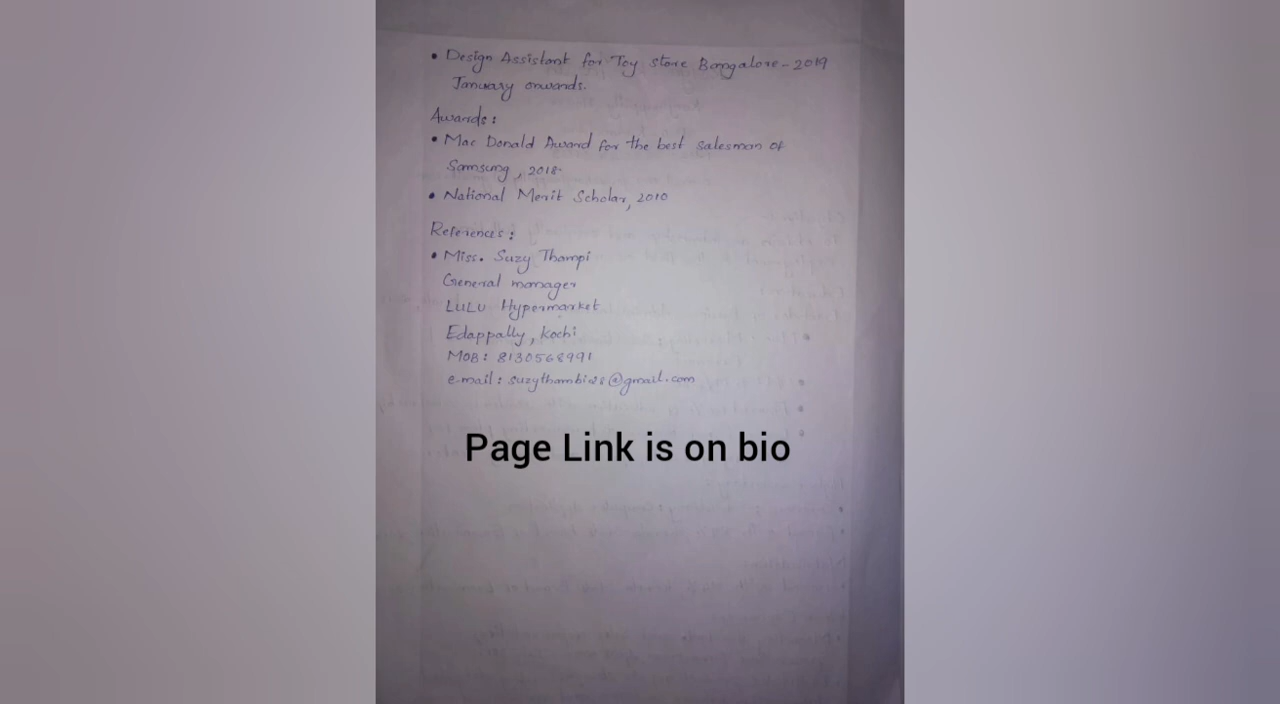 • Design Assistant for Toy store Bangalore - 2019
January onwards.
Awards :
• Mac Donald Award for the best salesman of
Samsung , 2018-
• National Merit Scholar, 2010
References :
• Miss. Suzy Thampi
General manager
LULU Hypermarket
Edappally , kochi
MOB : 8130568991
e-mail : @gmail.com
Page Link is on bio